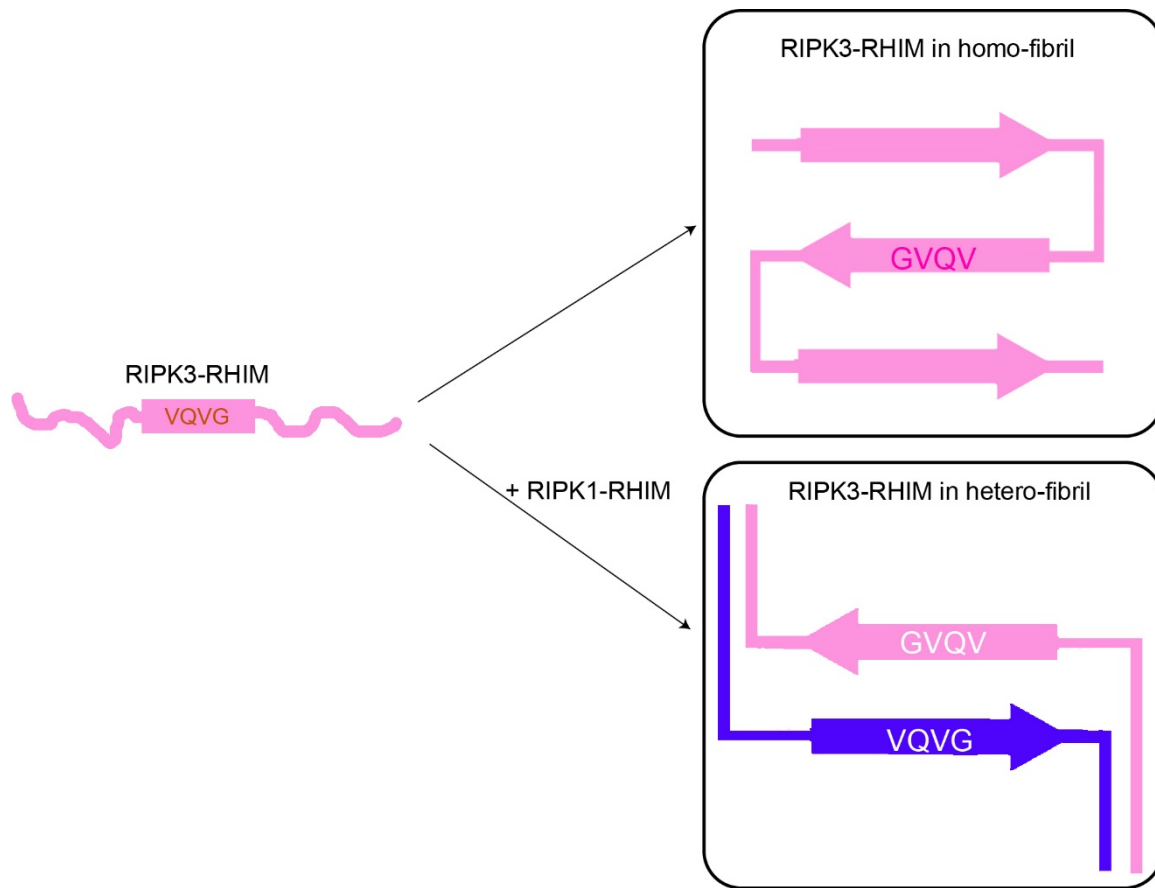 RIPK3-RHIM in homo-fibril
GVQV
RIPK3-RHIM
VQVG
+ RIPK1-RHIM
RIPK3-RHIM in hetero-fibril
GVQV
VQVG